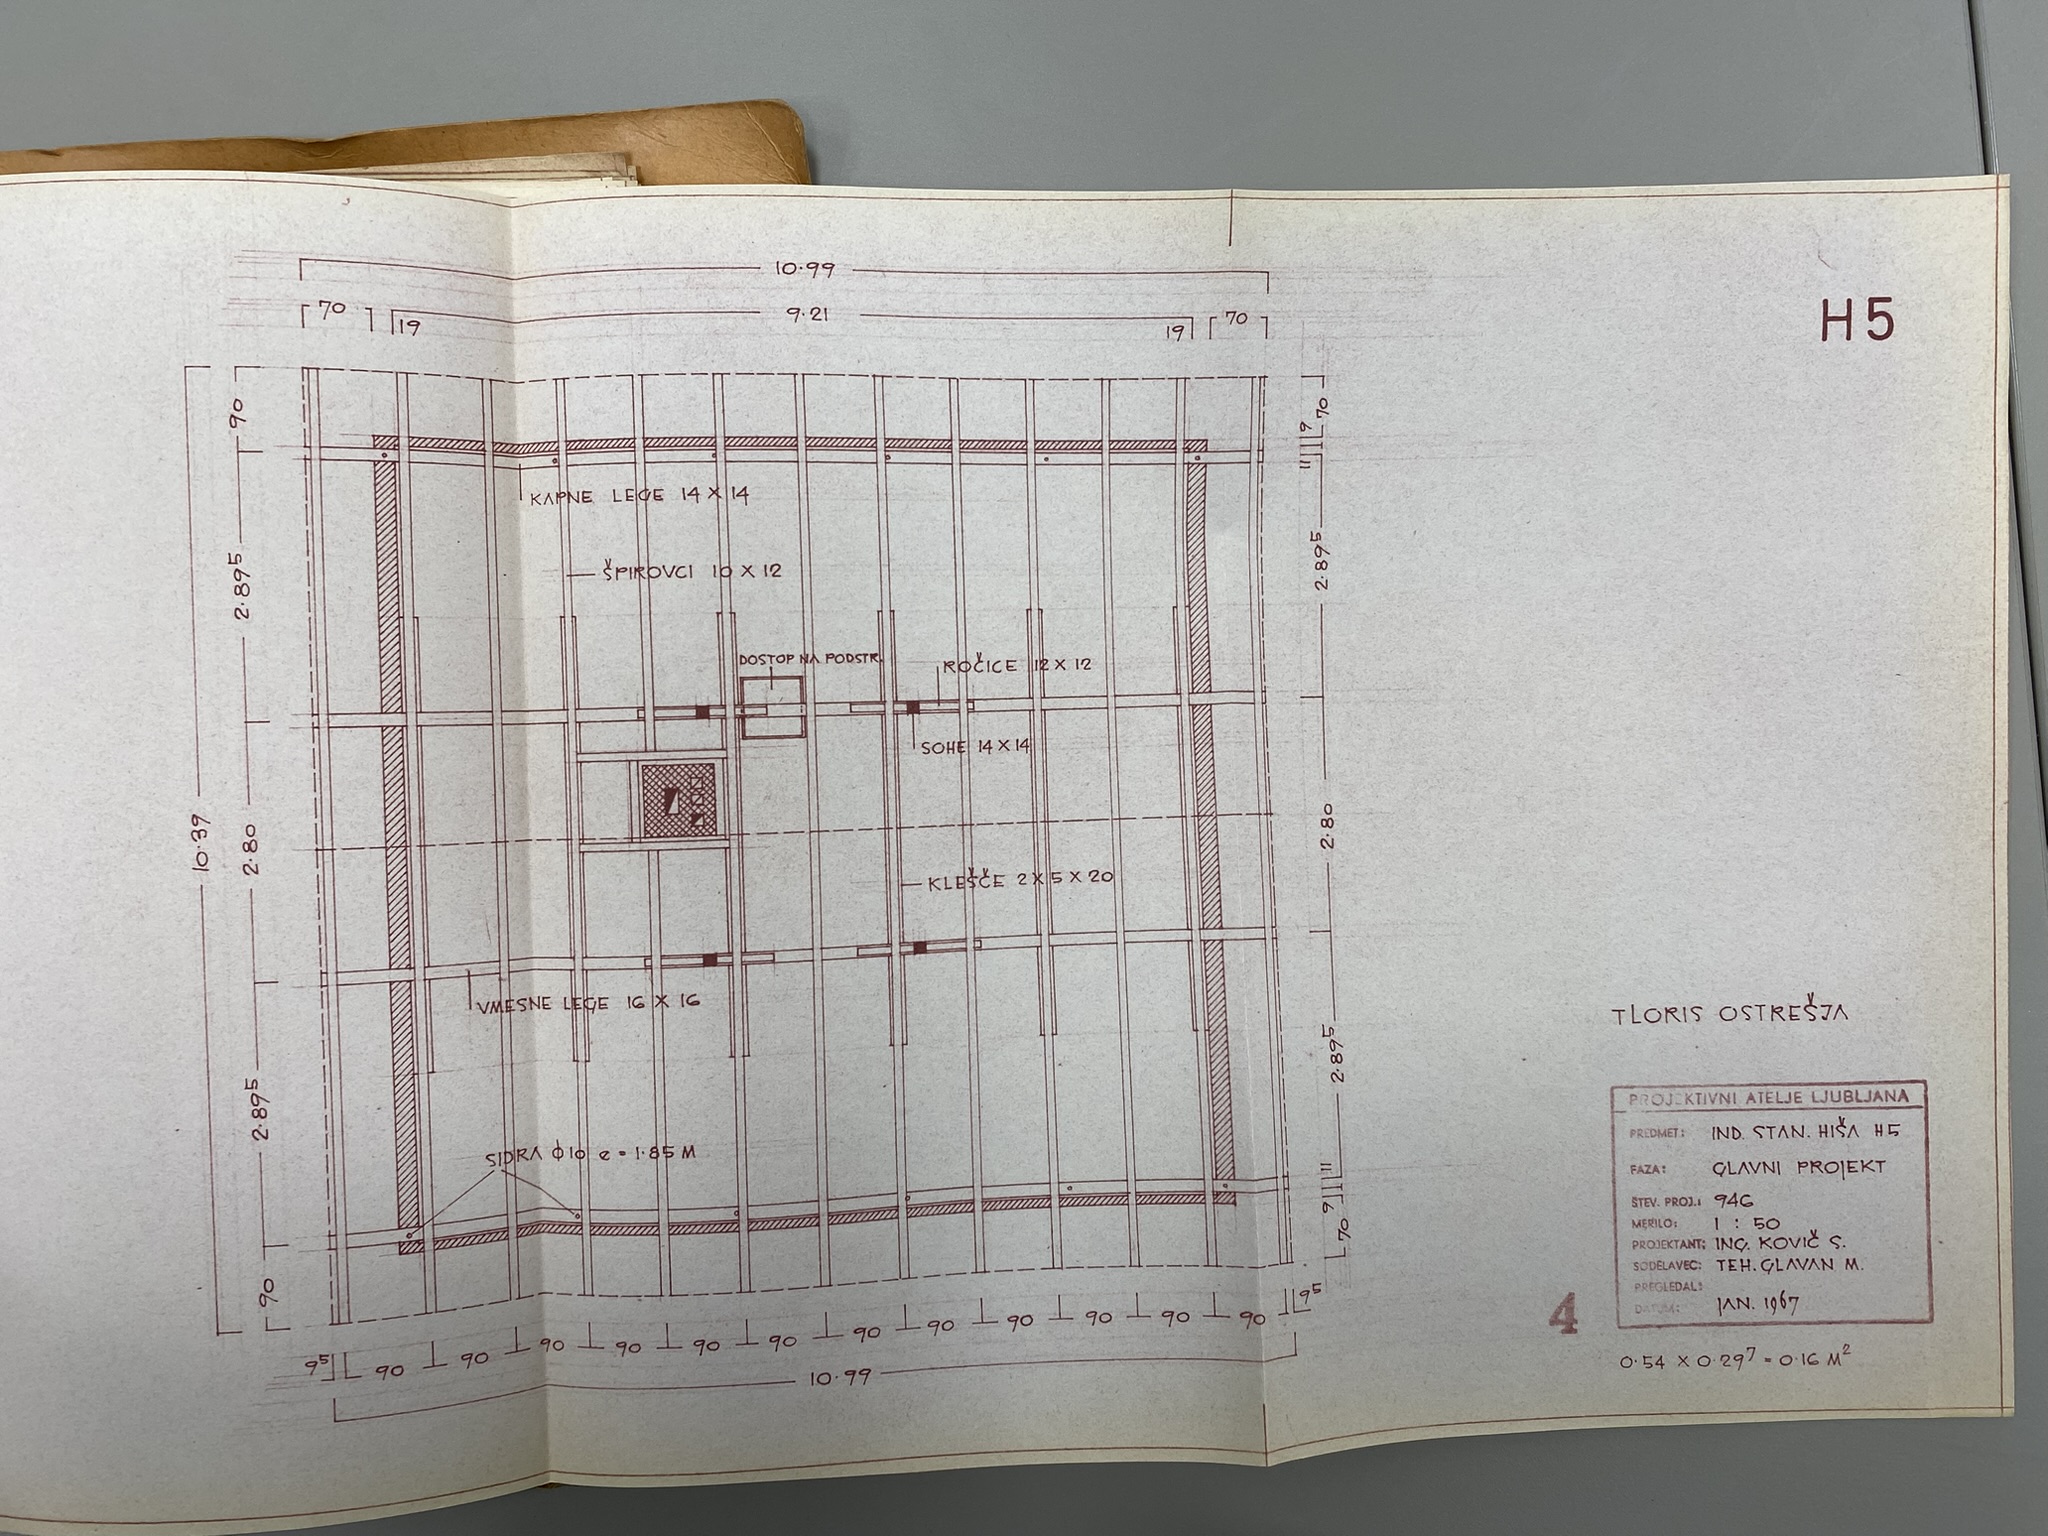 10.99
70
19
9.21
19
70
H5
90
2.895
10.39
2.80
2.895
90
70
9
11
2.895
2.80
2.895
11
9
70
KAPNE LEGE 14 X 14
ŠPIROVCI 10 X 12
DOSTOP NA PODSTR.
ROČICE 12 X 12
SOHE 14 X 14
KLEŠČE 2 X 5 X 20
VMESNE LEGE 16 X 16
SIDRA ϕ10 e = 1.85 M
9⁵ 90 90 90 90 90 90 90 90 90 90 90 90 9⁵
10.99
TLORIS OSTREŠJA
PROJEKTIVNI ATELJE LJUBLJANA
PREDMET: IND. STAN. HIŠA H5
FAZA: GLAVNI PROJEKT
ŠTEV. PROJ.: 946
MERILO: 1 : 50
PROJEKTANT: ING. KOVIČ S.
SODELAVEC: TEH. GLAVAN M.
PREGLEDAL:
DATUM: JAN. 1967
4
0.54 X 0.29⁷ = 0.16 M²